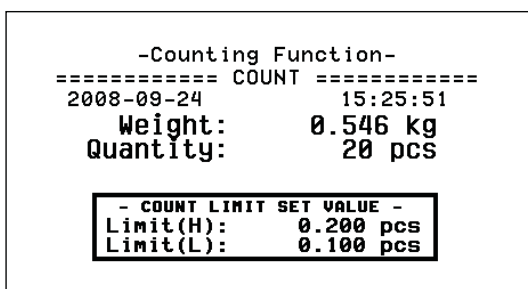 -Counting Function-
============ COUNT ============
2008-09-24 15:25:51
Weight: 0.546 kg
Quantity: 20 pcs
- COUNT LIMIT SET VALUE -
Limit(H): 0.200 pcs
Limit(L): 0.100 pcs